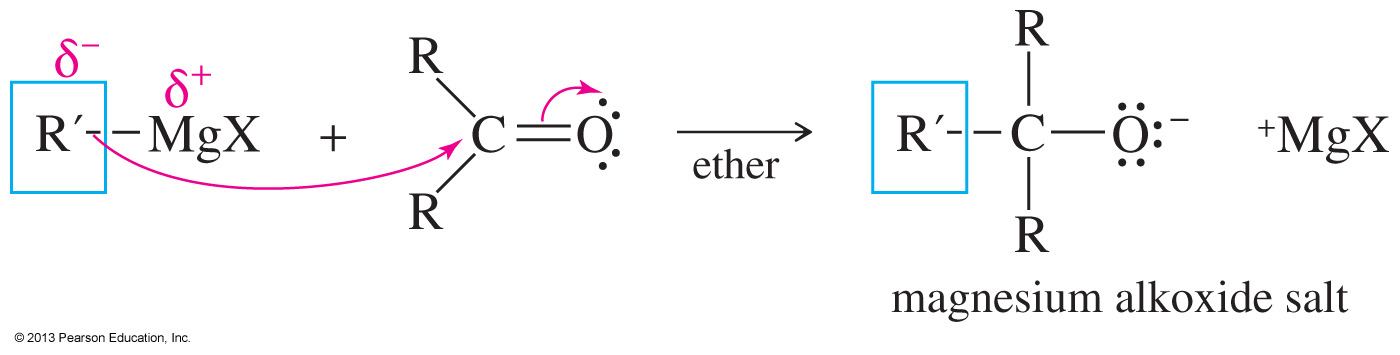 δ⁻ δ⁺
R′—MgX + R R C=O: ether R′—C—O:⁻ R R ⁺MgX
magnesium alkoxide salt
© 2013 Pearson Education, Inc.